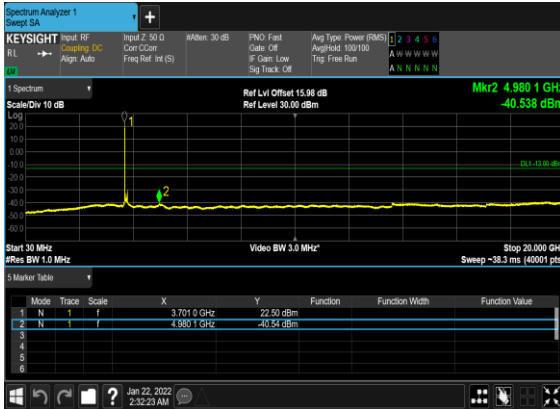 Spectrum Analyzer 1
Swept SA
+
KEYSIGHT Input: RF Input Z: 50 Ω #Atten: 30 dB PNO: Fast Avg Type: Power (RMS) 1 2 3 4 5 6
RL Coupling: DC Corr CCorr Gate: Off Avg|Hold: 100/100 A W W W W W
Align: Auto Freq Ref: Int (S) IF Gain: Low Trig: Free Run
Sig Track: Off A N N N N N
1 Spectrum Ref Lvl Offset 15.98 dB Mkr2 4.980 1 GHz
Scale/Div 10 dB Ref Level 30.00 dBm -40.538 dBm
Log
20.0
10.0
0.00
-10.0
DL1 -13.00 dBm
-20.0
-30.0
-40.0
-50.0
-60.0
1
2
Start 30 MHz Video BW 3.0 MHz* Stop 20.000 GHz
#Res BW 1.0 MHz Sweep ~38.3 ms (40001 pts)
5 Marker Table
Mode Trace Scale X Y Function Function Width Function Value
1 N 1 f 3.701 0 GHz 22.50 dBm
2 N 1 f 4.980 1 GHz -40.54 dBm
3
4
5
6
? Jan 22, 2022
2:32:23 AM